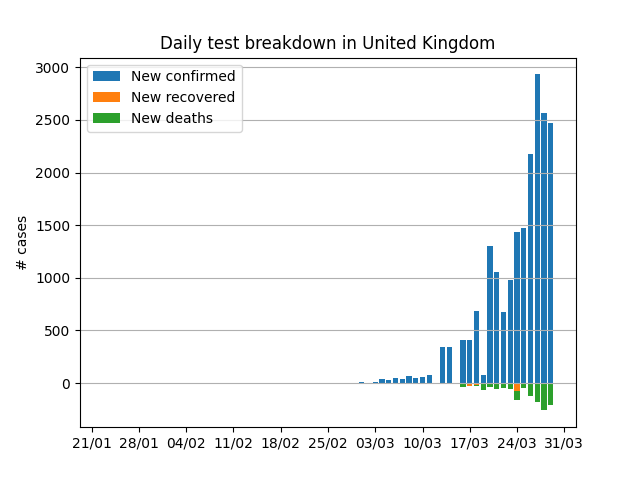 Daily test breakdown in United Kingdom
New confirmed
New recovered
New deaths
# cases
3000
2500
2000
1500
1000
500
0
21/01 28/01 04/02 11/02 18/02 25/02 03/03 10/03 17/03 24/03 31/03